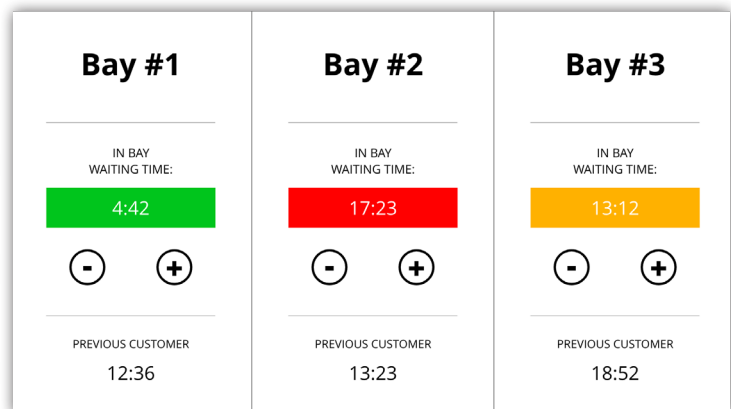 Bay #1
IN BAY
WAITING TIME:
4:42
- +
PREVIOUS CUSTOMER
12:36
Bay #2
IN BAY
WAITING TIME:
17:23
- +
PREVIOUS CUSTOMER
13:23
Bay #3
IN BAY
WAITING TIME:
13:12
- +
PREVIOUS CUSTOMER
18:52